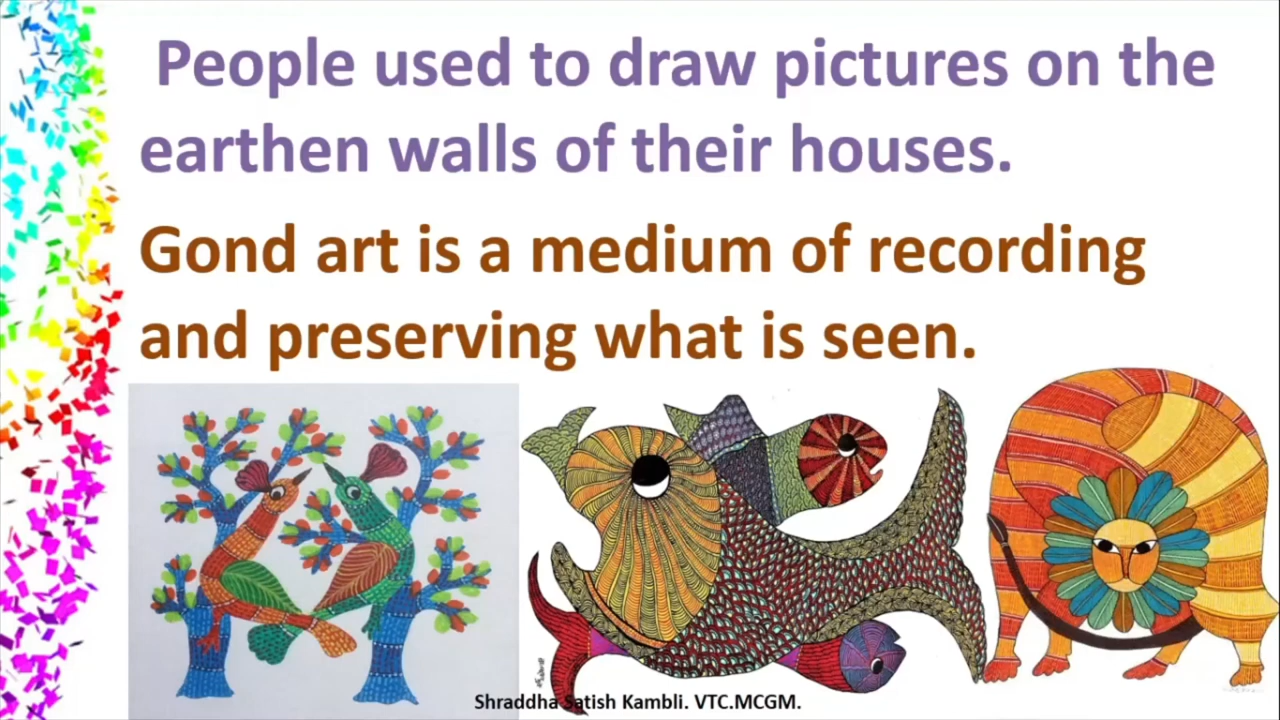 People used to draw pictures on the
earthen walls of their houses.
Gond art is a medium of recording
and preserving what is seen.
Shraddha Satish Kambli. VTC.MCGM.